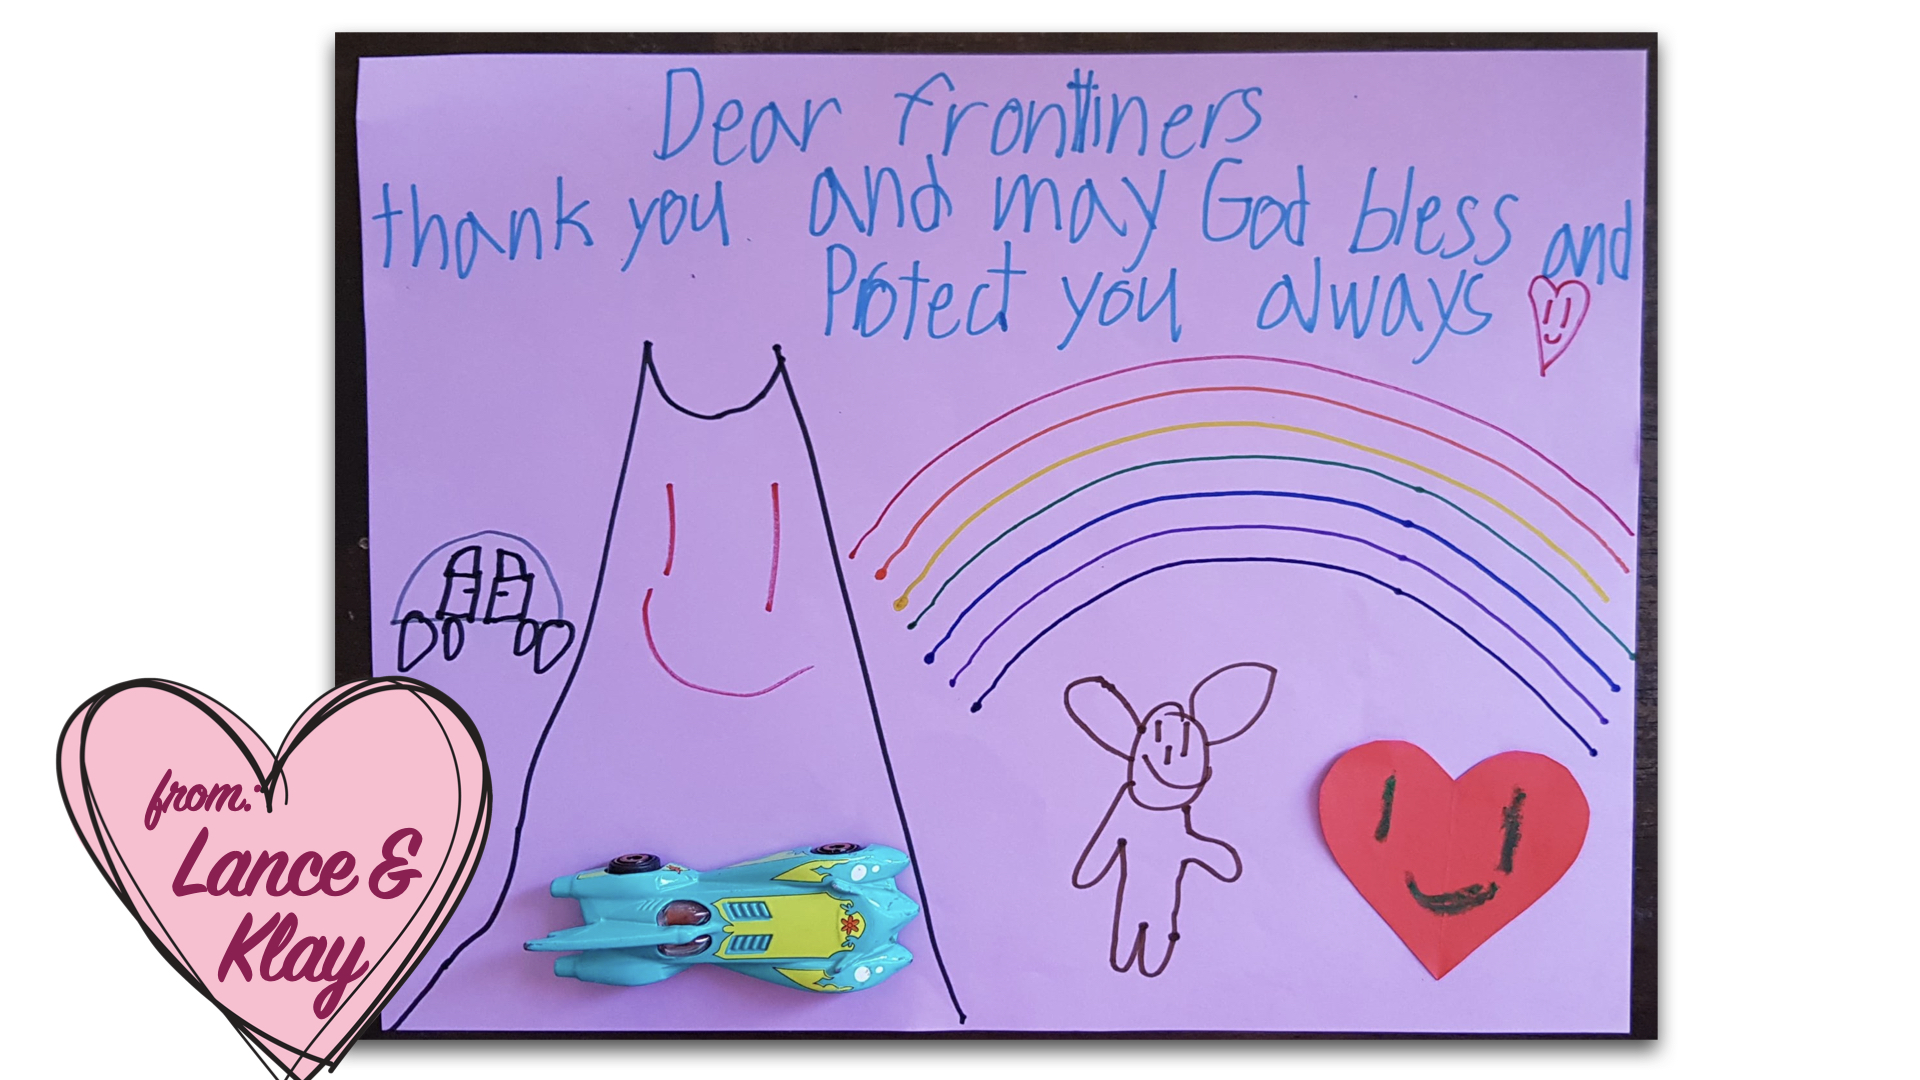 Dear frontliners
thank you and may God bless and
Protect you always
from:
Lance &
Klay